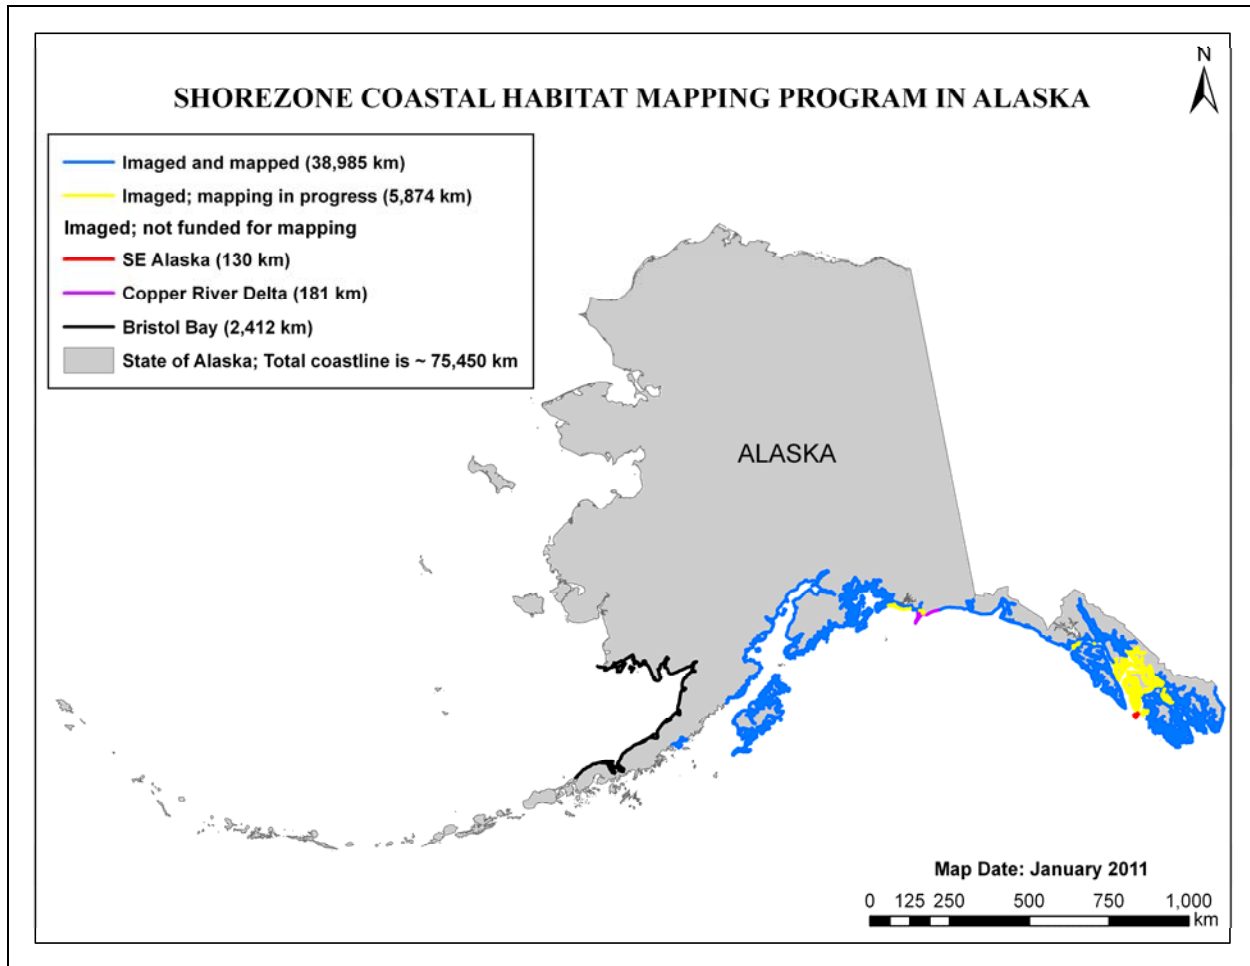 N
SHOREZONE COASTAL HABITAT MAPPING PROGRAM IN ALASKA
Imaged and mapped (38,985 km)
Imaged; mapping in progress (5,874 km)
Imaged; not funded for mapping
SE Alaska (130 km)
Copper River Delta (181 km)
Bristol Bay (2,412 km)
State of Alaska; Total coastline is ~ 75,450 km
ALASKA
Map Date: January 2011
0 125 250 500 750 1,000
km